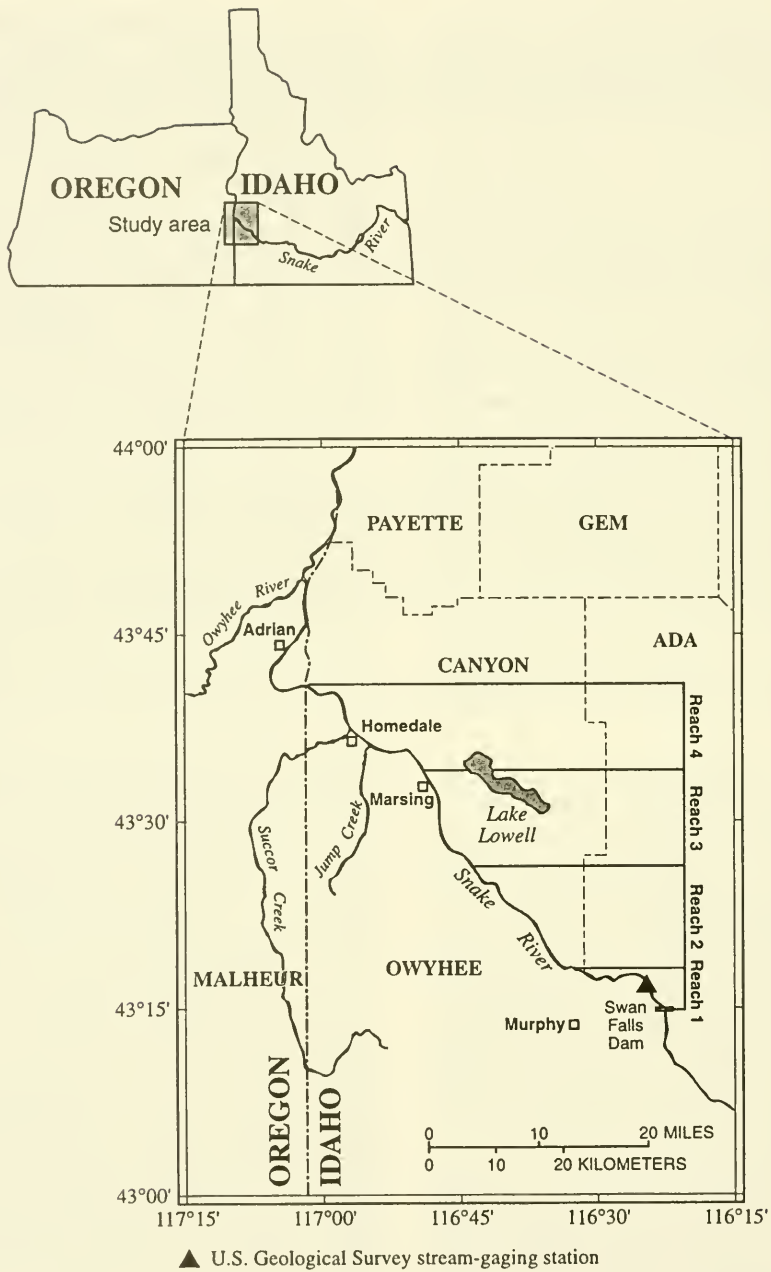 OREGON
IDAHO
Study area
Snake
River
44°00'
PAYETTE
GEM
Owyhee River
43°45'
Adrian
ADA
CANYON
Homedale
Reach 4
Marsing
Lake
Lowell
Reach 3
43°30'
Succor
Creek
Jump Creek
Snake
River
Reach 2
MALHEUR
OWYHEE
Reach 1
43°15'
Murphy
Swan
Falls
Dam
OREGON
IDAHO
0 10 20 MILES
0 10 20 KILOMETERS
43°00'
117°15' 117°00' 116°45' 116°30' 116°15'
U.S. Geological Survey stream-gaging station